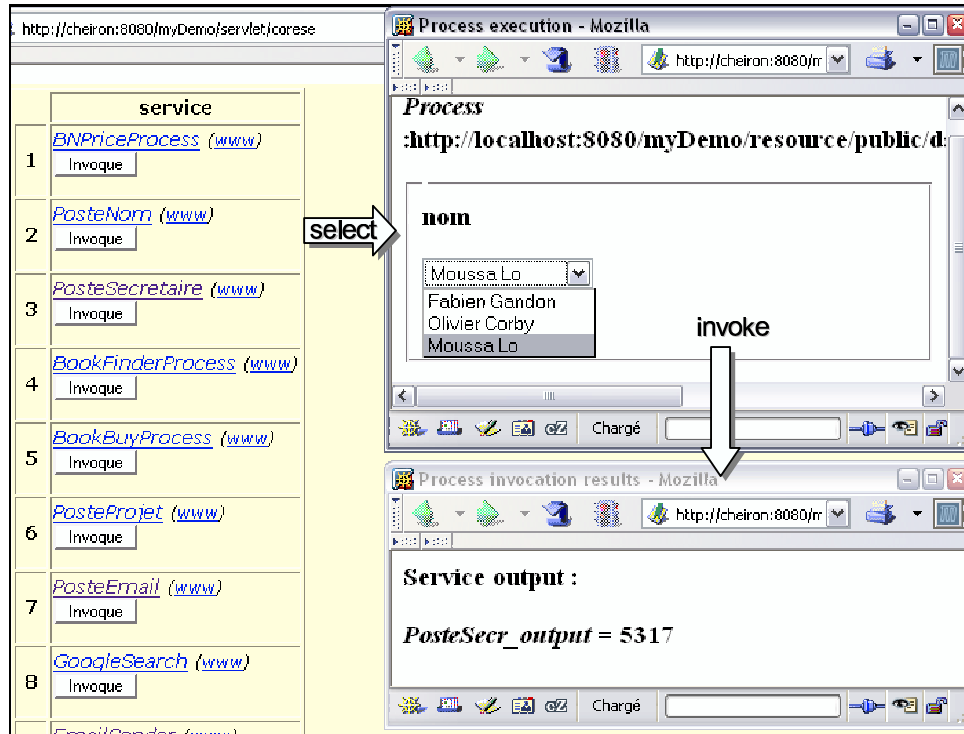 http://cheiron:8080/myDemo/servlet/corese
service
1
BNPriceProcess (www)
Invoque
2
PosteNom (www)
Invoque
3
PosteSecretaire (www)
Invoque
4
BookFinderProcess (www)
Invoque
5
BookBuyProcess (www)
Invoque
6
PosteProjet (www)
Invoque
7
PosteEmail (www)
Invoque
8
GoogleSearch (www)
Invoque
EmailSender (www)
select
Process execution - Mozilla
http://cheiron:8080/m
Process
:http://localhost:8080/myDemo/resource/public/d
nom
Moussa Lo
Fabien Gandon
Olivier Corby
Moussa Lo
invoke
Chargé
Process invocation results - Mozilla
http://cheiron:8080/m
Service output :
PosteSecr_output = 5317
Chargé